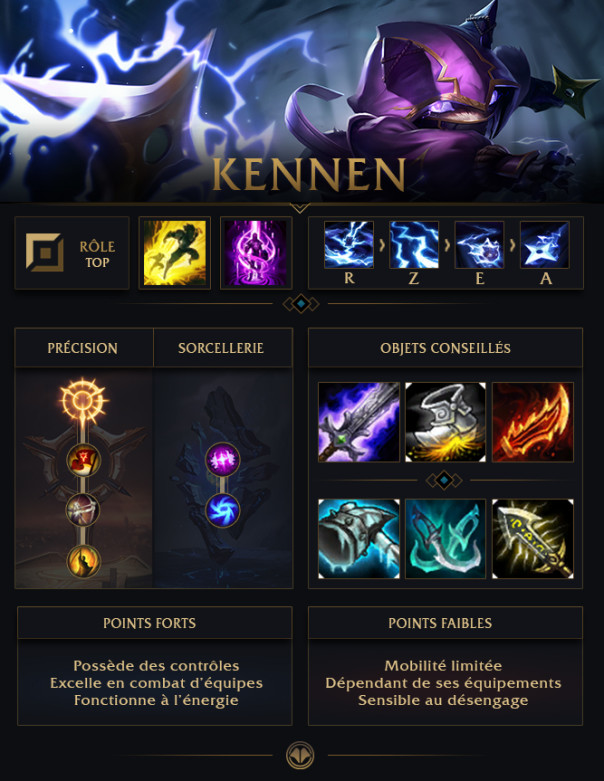 KENNEN
RÔLE
TOP
R
Z
E
A
PRÉCISION
SORCELLERIE
OBJETS CONSEILLÉS
POINTS FORTS
Possède des contrôles
Excelle en combat d'équipes
Fonctionne à l'énergie
POINTS FAIBLES
Mobilité limitée
Dépendant de ses équipements
Sensible au désengage